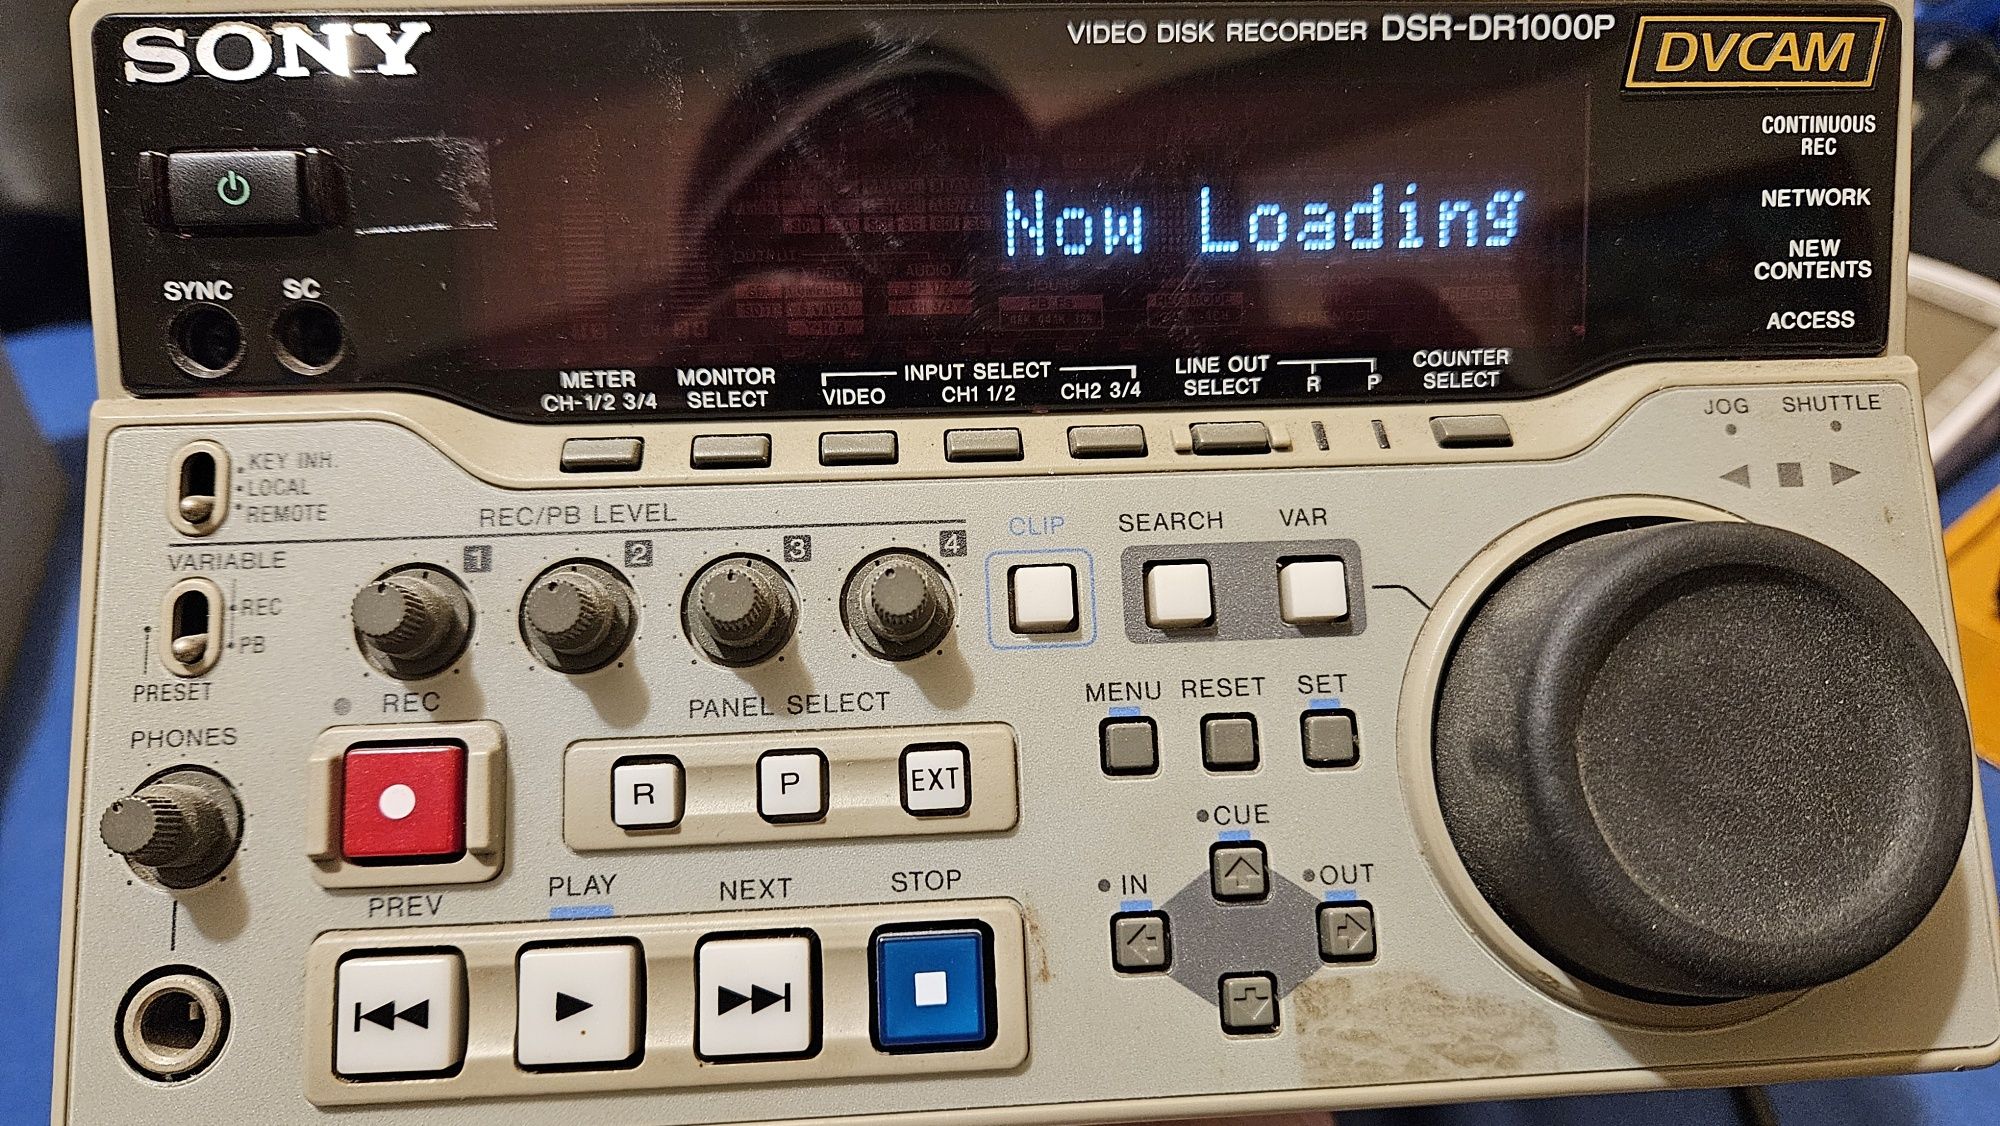 SONY
VIDEO DISK RECORDER DSR-DR1000P
DVCAM
CONTINUOUS
REC
NETWORK
NEW
CONTENTS
ACCESS
Now Loading
SYNC SC
METER
CH-1/2 3/4
MONITOR
SELECT
INPUT SELECT
VIDEO CH1 1/2 CH2 3/4
LINE OUT
SELECT R P
COUNTER
SELECT
JOG SHUTTLE
KEY INH.
LOCAL
REMOTE
REC/PB LEVEL
1 2 3 4
CLIP SEARCH VAR
VARIABLE
REC
PB
PRESET
PHONES
REC
PANEL SELECT
R P EXT
MENU RESET SET
CUE
IN OUT
PREV PLAY NEXT STOP